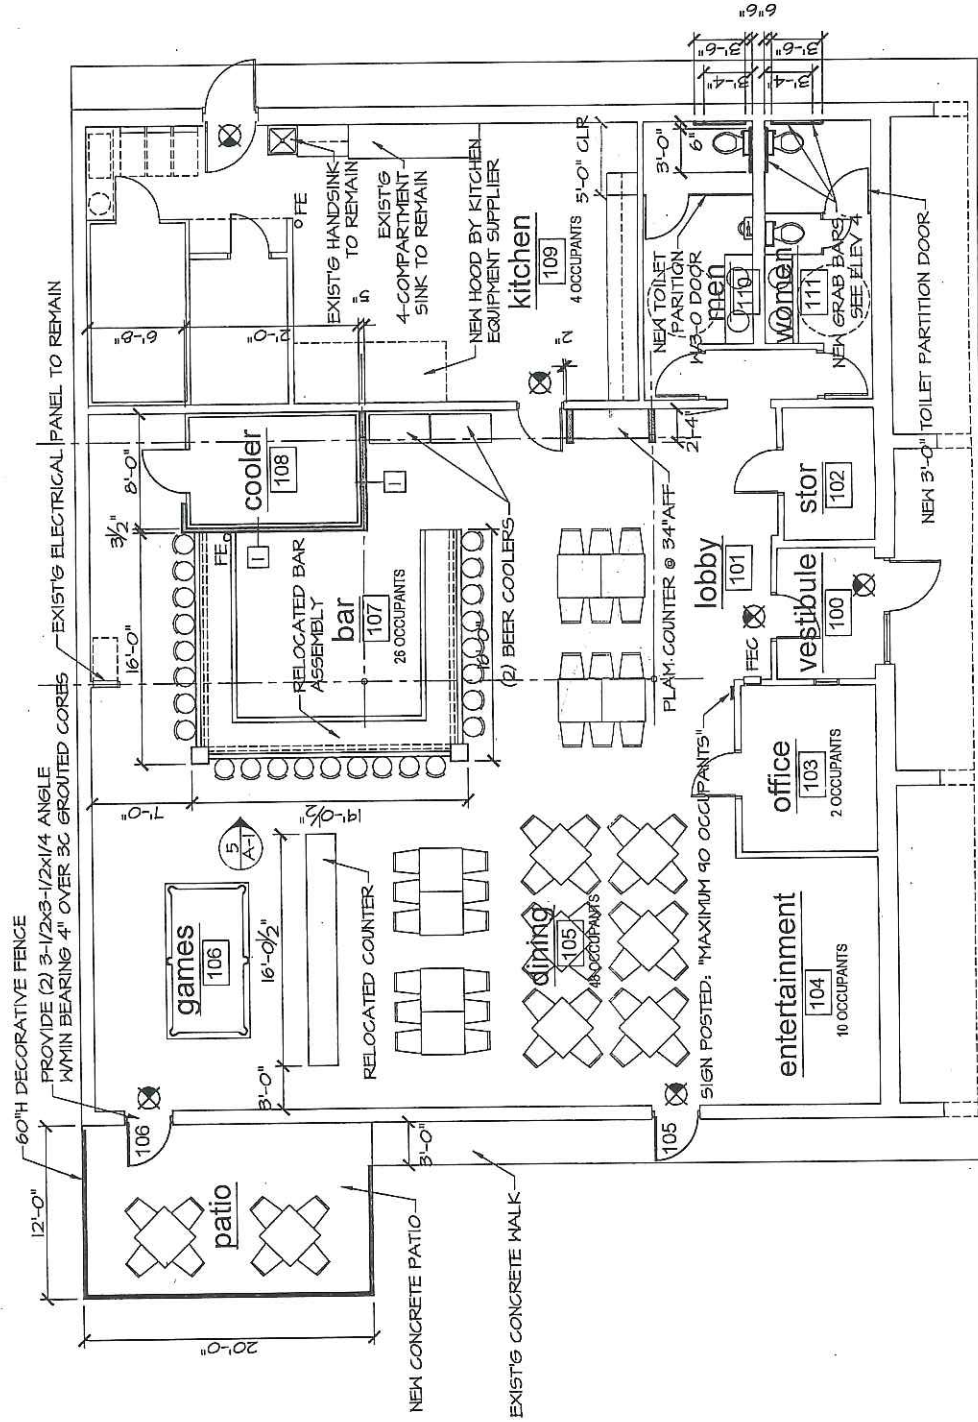 60"H DECORATIVE FENCE
PROVIDE (2) 3-1/2x3-1/2x1/4 ANGLE
W/MIN BEARING 4" OVER 3C GROUTED CORES
EXIST'G ELECTRICAL PANEL TO REMAIN
12'-0"
20'-0"
patio
NEW CONCRETE PATIO
EXIST'G CONCRETE WALK
3'-0"
106
105
3'-0"
16'-0 1/2"
7'-0"
14'-0 1/2"
games
106
5
A-1
RELOCATED COUNTER
16'-0"
3 1/2"
8'-0"
6'-8"
cooler
108
FE
1
1
RELOCATED BAR
ASSEMBLY
bar
107
26 OCCUPANTS
(2) BEER COOLERS
FE
EXIST'G HANDSINK
TO REMAIN
EXIST'G
4-COMPARTMENT
SINK TO REMAIN
NEW HOOD BY KITCHEN
EQUIPMENT SUPPLIER
kitchen
109
4 OCCUPANTS
5'-0" CLR
2"
2'-4"
PLAM. COUNTER @ 34"AFF
dining
105
48 OCCUPANTS
SIGN POSTED: "MAXIMUM 90 OCCUPANTS"
entertainment
104
10 OCCUPANTS
office
103
2 OCCUPANTS
FEC
lobby
101
vestibule
100
stor
102
NEW TOILET
PARITION
W/3-0 DOOR
men
110
women
111
NEW GRAB BARS,
SEE ELEV 4
NEW 3'-0" TOILET PARTITION DOOR
3'-0"
6"
3'-6"
3'-4"
3'-4"
3'-6"
6"
6"